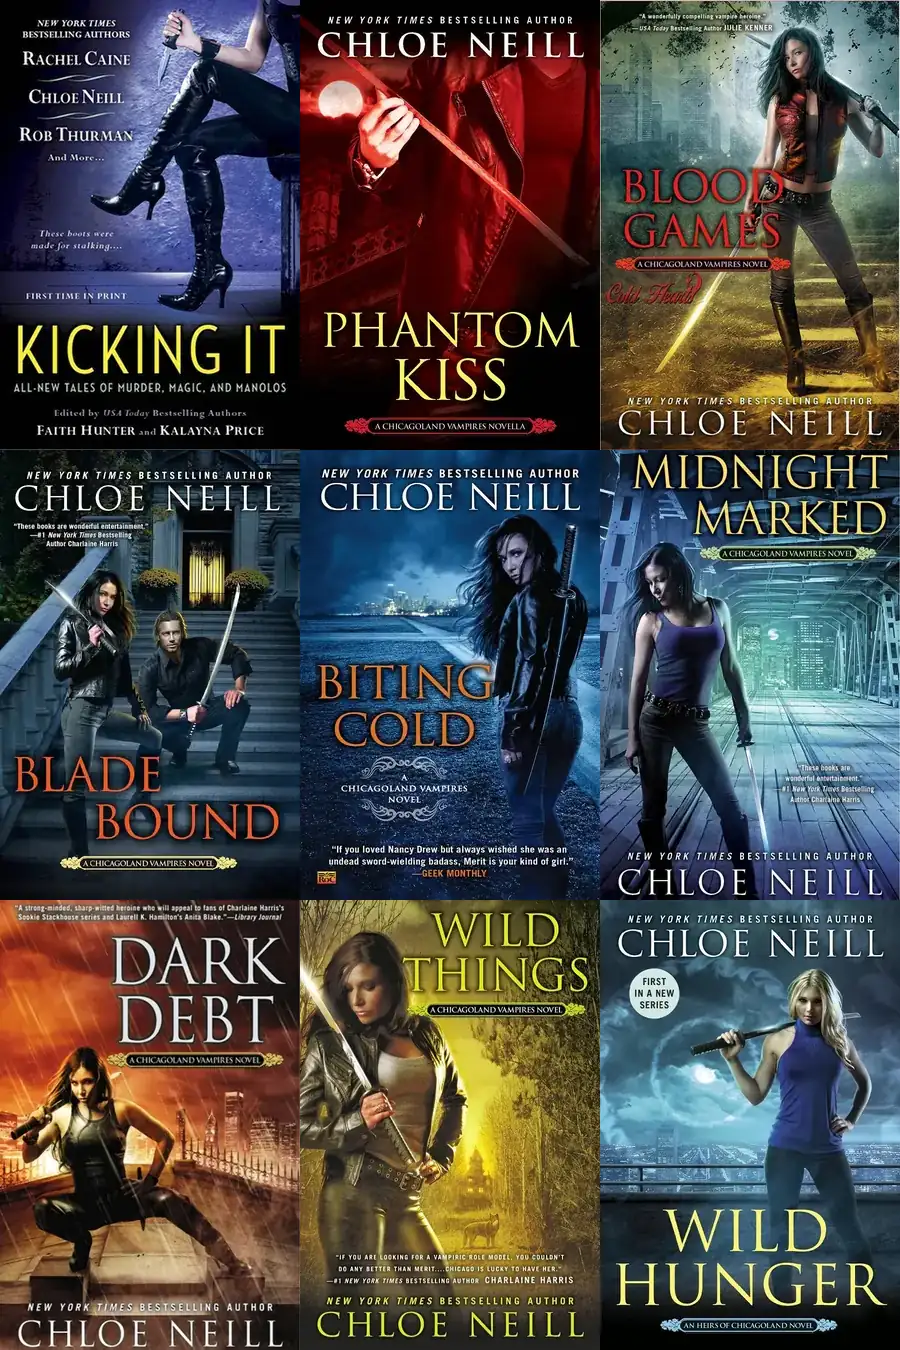 NEW YORK TIMES
BESTSELLING AUTHORS
RACHEL CAINE
CHLOE NEILL
ROB THURMAN
And More...
These boots were
made for stalking....
FIRST TIME IN PRINT
KICKING IT
ALL-NEW TALES OF MURDER, MAGIC, AND MANOLOS
Edited by USA Today Bestselling Authors
FAITH HUNTER and KALAYNA PRICE
NEW YORK TIMES BESTSELLING AUTHOR
CHLOE NEILL
PHANTOM
KISS
A CHICAGOLAND VAMPIRES NOVELLA
"A wonderfully compelling vampire heroine."
—USA Today Bestselling Author JULIE KENNER
BLOOD
GAMES
A CHICAGOLAND VAMPIRES NOVEL
NEW YORK TIMES BESTSELLING AUTHOR
CHLOE NEILL
NEW YORK TIMES BESTSELLING AUTHOR
CHLOE NEILL
"These books are wonderful entertainment."
—#1 New York Times Bestselling
Author Charlaine Harris
BLADE
BOUND
A CHICAGOLAND VAMPIRES NOVEL
NEW YORK TIMES BESTSELLING AUTHOR
CHLOE NEILL
BITING
COLD
A
CHICAGOLAND VAMPIRES
NOVEL
"If you loved Nancy Drew but always wished she was an
undead sword-wielding badass, Merit is your kind of girl."
—GEEK MONTHLY
ROC
MIDNIGHT
MARKED
A CHICAGOLAND VAMPIRES NOVEL
"These books are
wonderful entertainment."
#1 New York Times Bestselling
Author Charlaine Harris
NEW YORK TIMES BESTSELLING AUTHOR
CHLOE NEILL
"A strong-minded, sharp-witted heroine who will appeal to fans of Charlaine Harris's
Sookie Stackhouse series and Laurell K. Hamilton's Anita Blake."—Library Journal
DARK
DEBT
A CHICAGOLAND VAMPIRES NOVEL
NEW YORK TIMES BESTSELLING AUTHOR
CHLOE NEILL
WILD
THINGS
A CHICAGOLAND VAMPIRES NOVEL
"IF YOU ARE LOOKING FOR A VAMPIRIC ROLE MODEL, YOU COULDN'T
DO ANY BETTER THAN MERIT....CHICAGO IS LUCKY TO HAVE HER."
—#1 NEW YORK TIMES BESTSELLING AUTHOR CHARLAINE HARRIS
NEW YORK TIMES BESTSELLING AUTHOR
CHLOE NEILL
NEW YORK TIMES BESTSELLING AUTHOR
CHLOE NEILL
FIRST
IN A NEW
SERIES
WILD
HUNGER
AN HEIRS OF CHICAGOLAND NOVEL